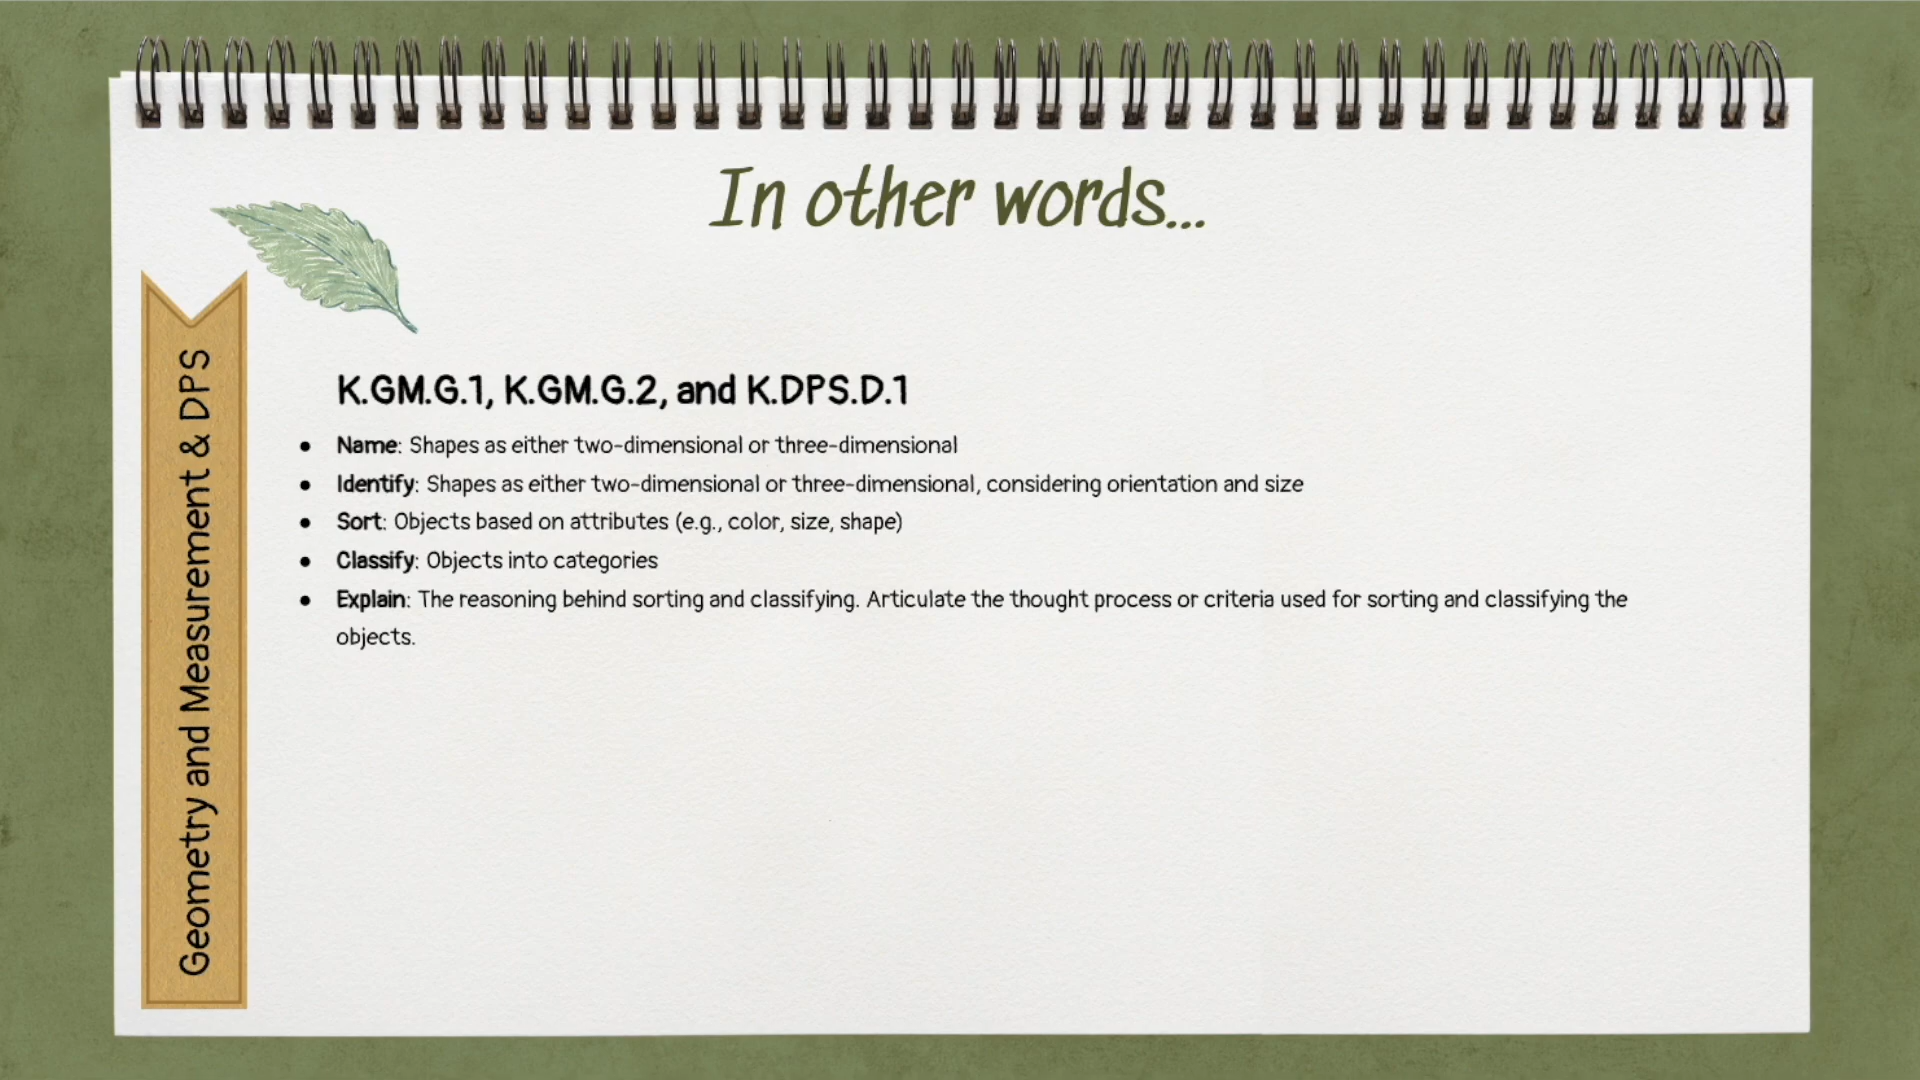 In other words...
Geometry and Measurement & DPS
K.GM.G.1, K.GM.G.2, and K.DPS.D.1
• Name: Shapes as either two-dimensional or three-dimensional
• Identify: Shapes as either two-dimensional or three-dimensional, considering orientation and size
• Sort: Objects based on attributes (e.g., color, size, shape)
• Classify: Objects into categories
• Explain: The reasoning behind sorting and classifying. Articulate the thought process or criteria used for sorting and classifying the
objects.